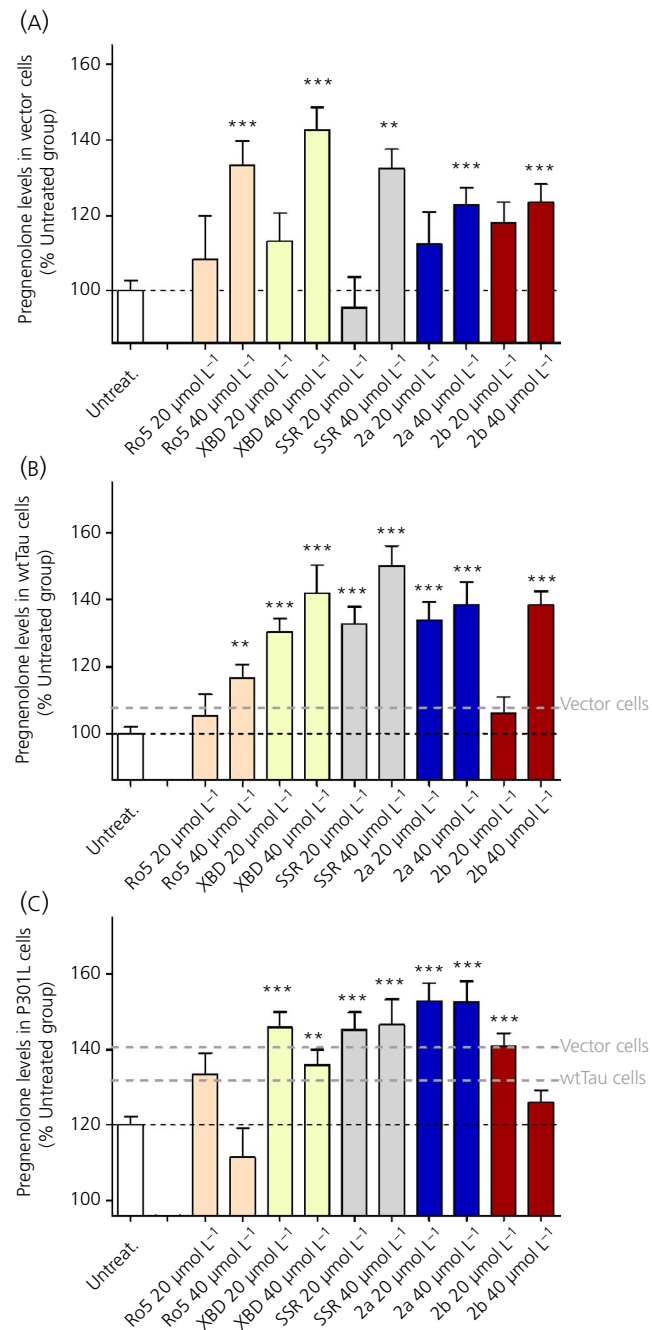 (A)
Pregnenolone levels in vector cells
(% Untreated group)
160
140
120
100
***
***
**
***
***
Untreat.
Ro5 20 µmol L⁻¹
Ro5 40 µmol L⁻¹
XBD 20 µmol L⁻¹
XBD 40 µmol L⁻¹
SSR 20 µmol L⁻¹
SSR 40 µmol L⁻¹
2a 20 µmol L⁻¹
2a 40 µmol L⁻¹
2b 20 µmol L⁻¹
2b 40 µmol L⁻¹
(B)
Pregnenolone levels in wtTau cells
(% Untreated group)
160
140
120
100
**
***
***
***
***
***
***
***
Vector cells
Untreat.
Ro5 20 µmol L⁻¹
Ro5 40 µmol L⁻¹
XBD 20 µmol L⁻¹
XBD 40 µmol L⁻¹
SSR 20 µmol L⁻¹
SSR 40 µmol L⁻¹
2a 20 µmol L⁻¹
2a 40 µmol L⁻¹
2b 20 µmol L⁻¹
2b 40 µmol L⁻¹
(C)
Pregnenolone levels in P301L cells
(% Untreated group)
160
140
120
100
***
**
***
***
***
***
***
Vector cells
wtTau cells
Untreat.
Ro5 20 µmol L⁻¹
Ro5 40 µmol L⁻¹
XBD 20 µmol L⁻¹
XBD 40 µmol L⁻¹
SSR 20 µmol L⁻¹
SSR 40 µmol L⁻¹
2a 20 µmol L⁻¹
2a 40 µmol L⁻¹
2b 20 µmol L⁻¹
2b 40 µmol L⁻¹